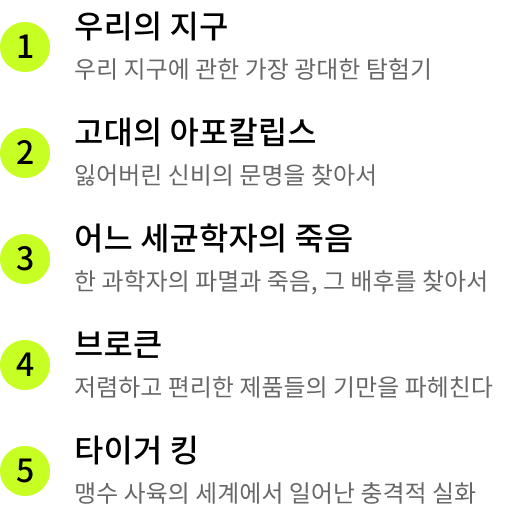 1
우리의 지구
우리 지구에 관한 가장 광대한 탐험기
2
고대의 아포칼립스
잃어버린 신비의 문명을 찾아서
3
어느 세균학자의 죽음
한 과학자의 파멸과 죽음, 그 배후를 찾아서
4
브로큰
저렴하고 편리한 제품들의 기만을 파헤친다
5
타이거 킹
맹수 사육의 세계에서 일어난 충격적 실화